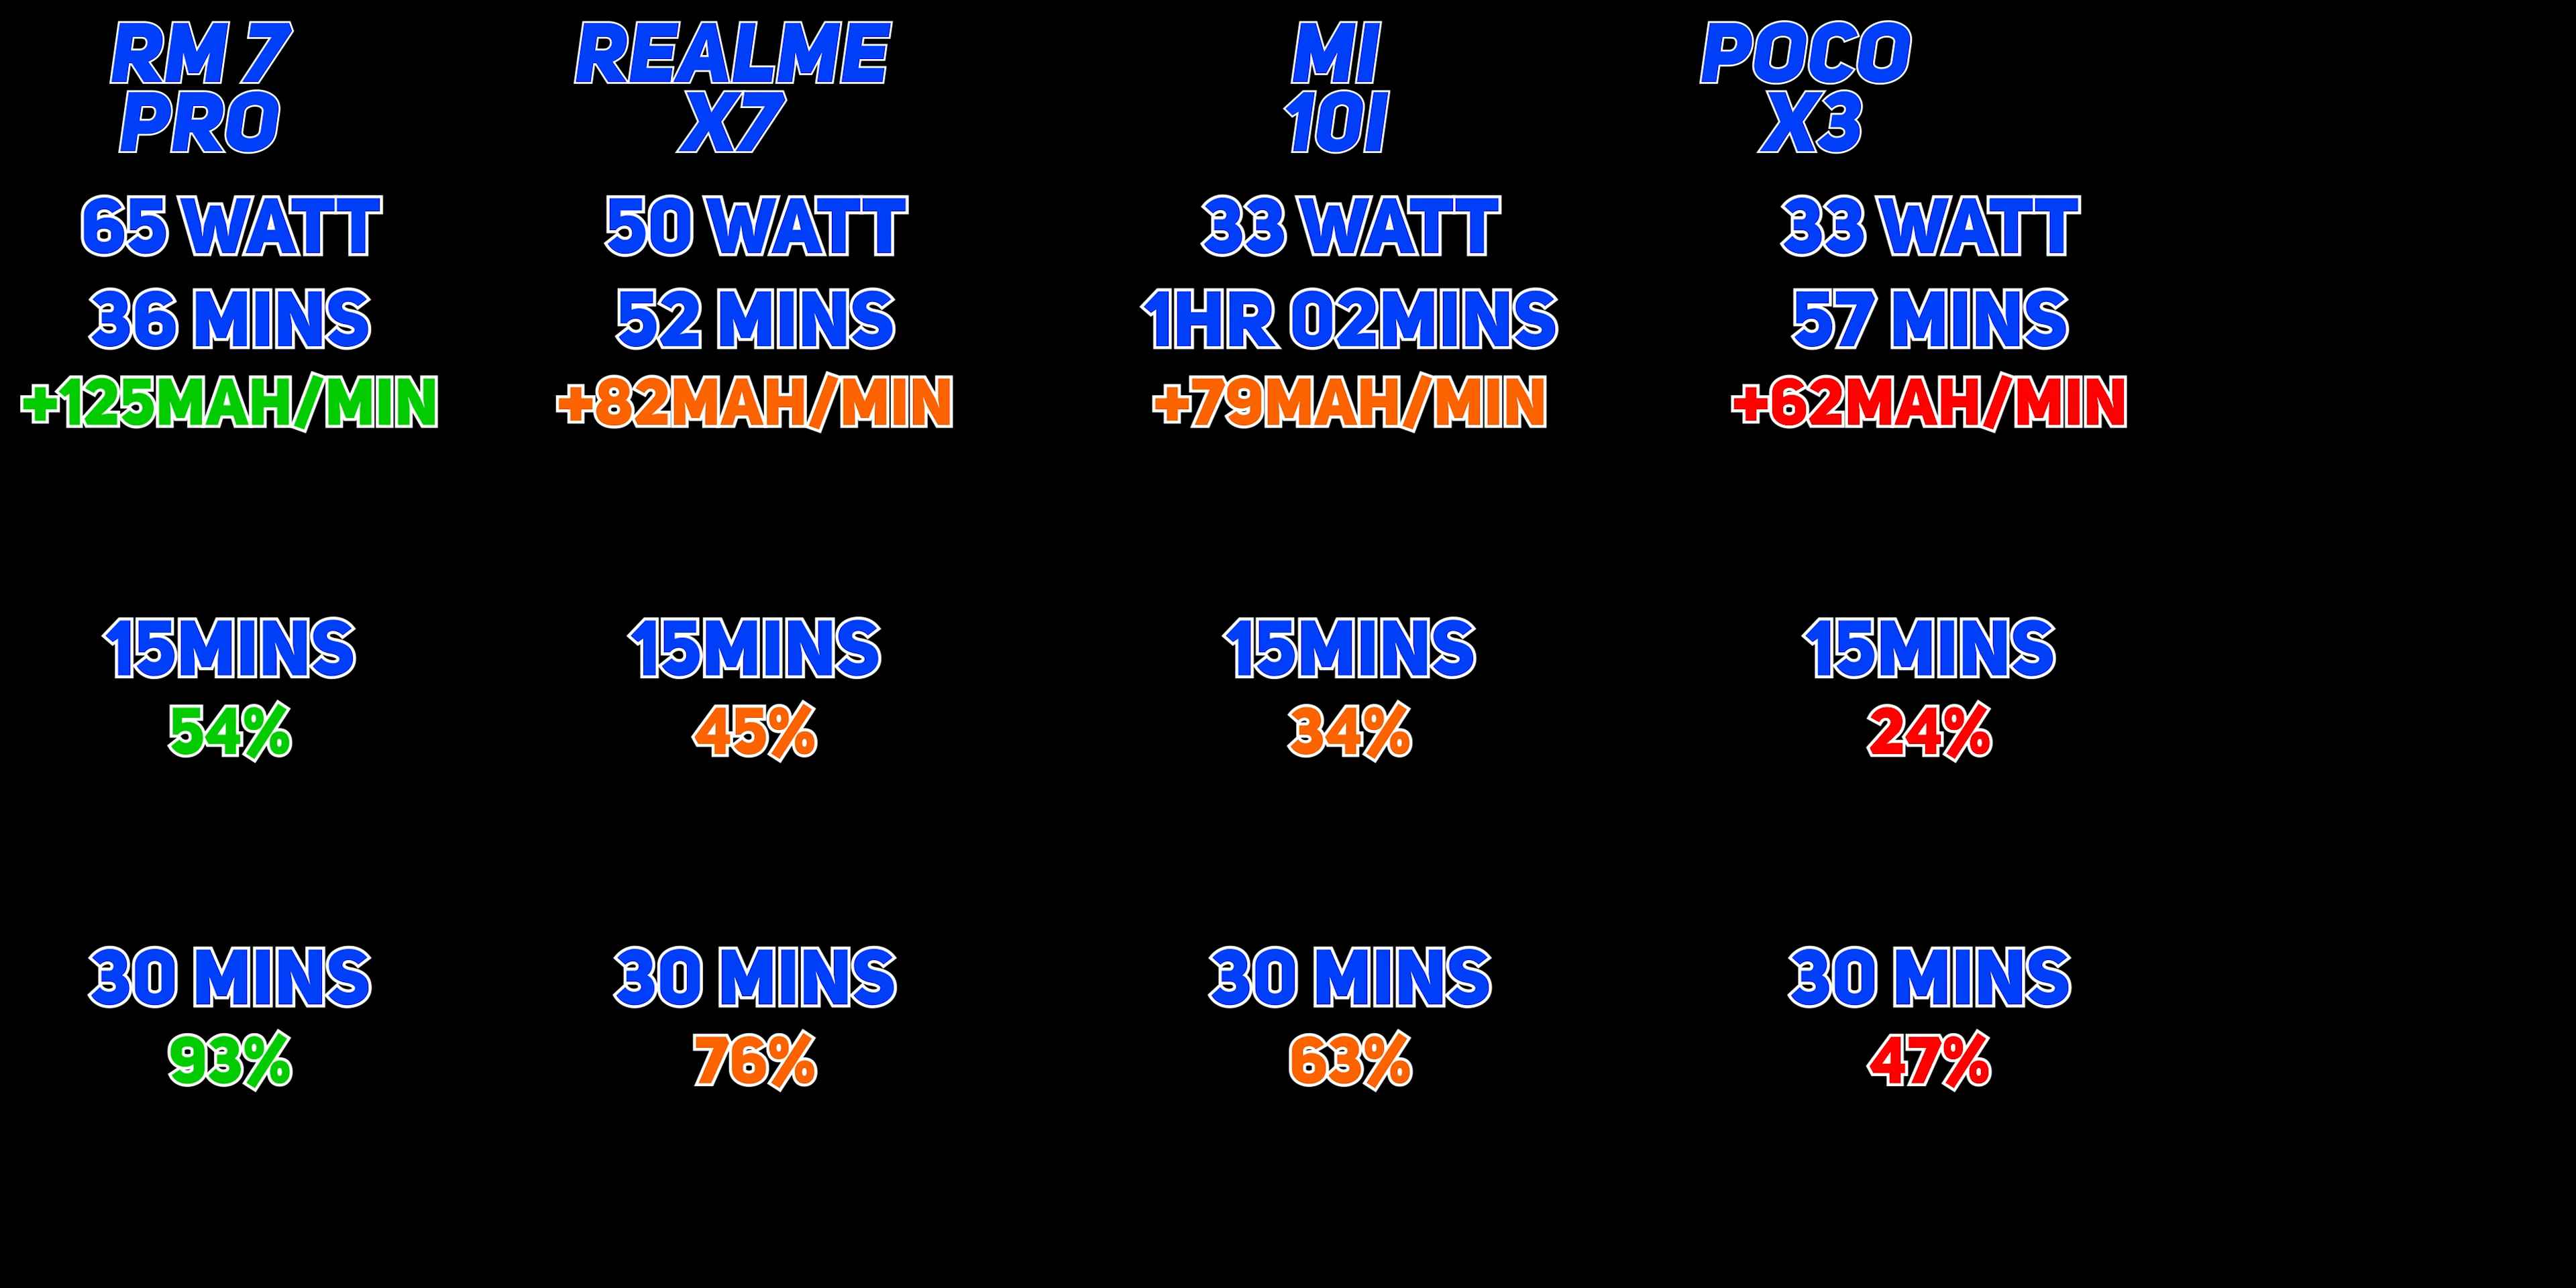 RM 7
PRO
65 WATT
36 MINS
+125MAH/MIN
15MINS
54%
30 MINS
93%
REALME
X7
50 WATT
52 MINS
+82MAH/MIN
15MINS
45%
30 MINS
76%
MI
10I
33 WATT
1HR 02MINS
+79MAH/MIN
15MINS
34%
30 MINS
63%
POCO
X3
33 WATT
57 MINS
+62MAH/MIN
15MINS
24%
30 MINS
47%